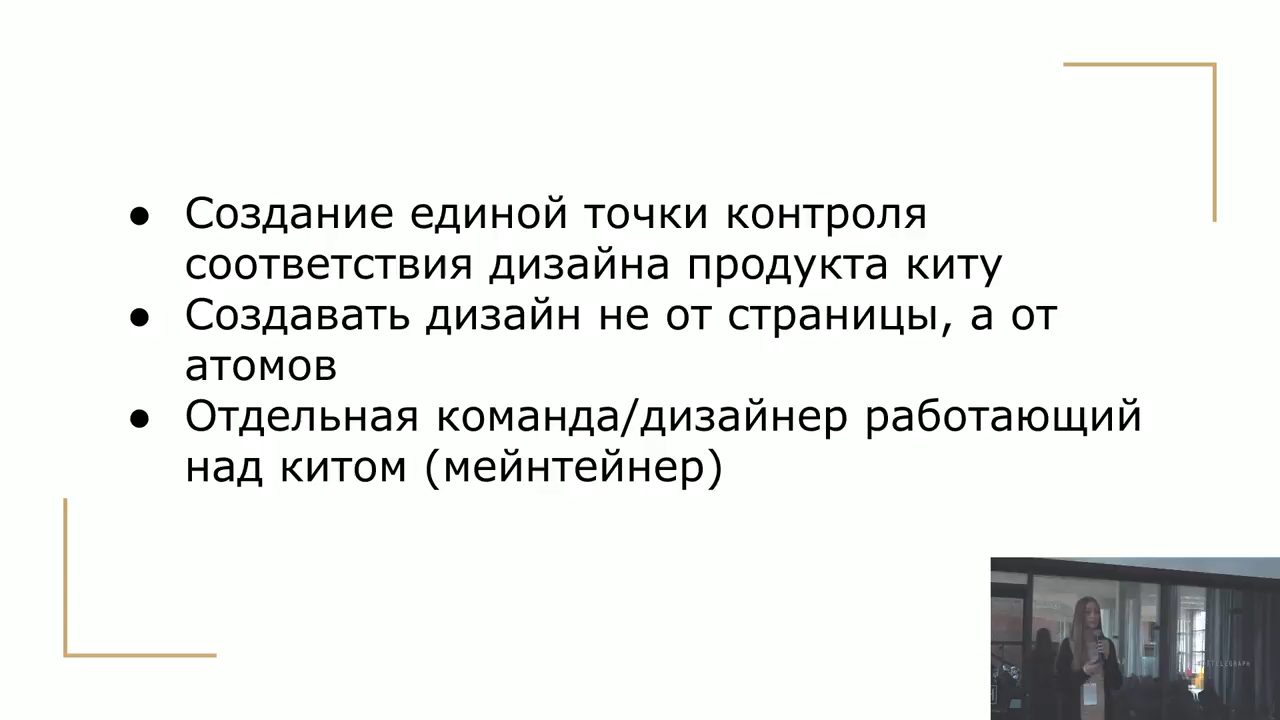 ● Создание единой точки контроля
соответствия дизайна продукта киту
● Создавать дизайн не от страницы, а от
атомов
● Отдельная команда/дизайнер работающий
над китом (мейнтейнер)